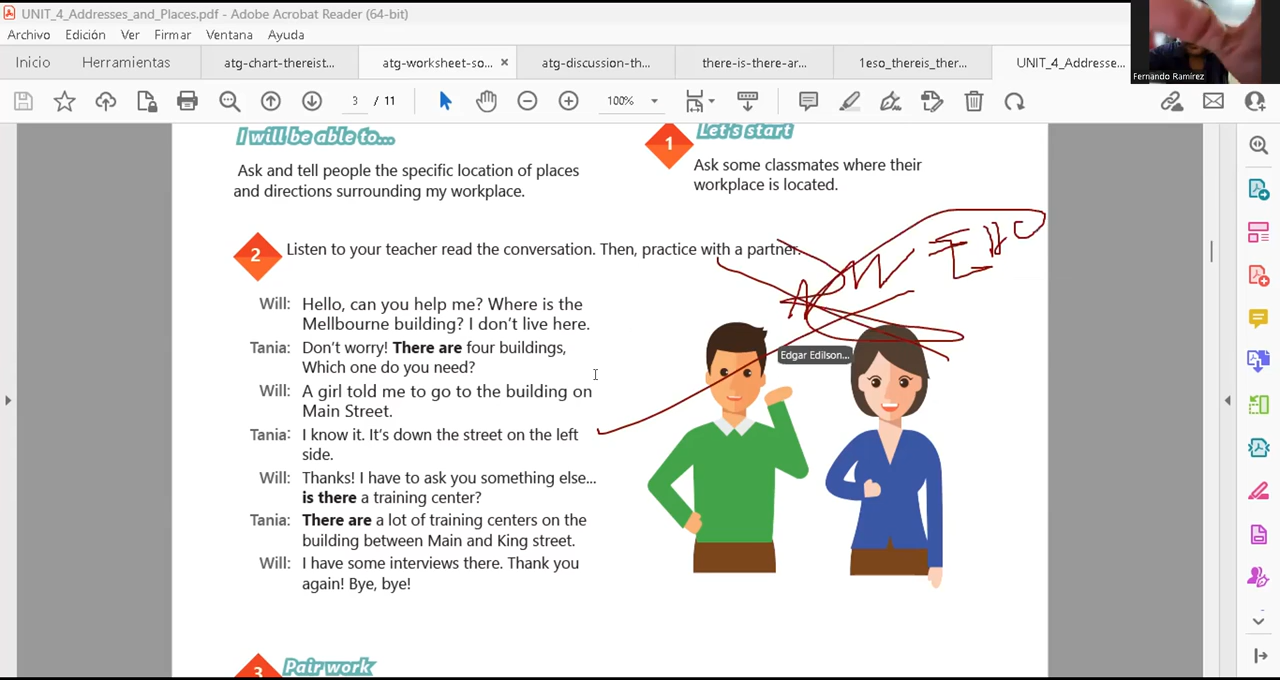 UNIT_4_Addresses_and_Places.pdf - Adobe Acrobat Reader (64-bit)
Archivo Edición Ver Firmar Ventana Ayuda
Inicio Herramientas atg-chart-thereist... atg-worksheet-so... × atg-discussion-th... there-is-there-ar... 1eso_thereis_ther... UNIT_4_Addresse...
Fernando Ramírez
3 / 11 100%
I will be able to...
Ask and tell people the specific location of places
and directions surrounding my workplace.
1 Let's start
Ask some classmates where their
workplace is located.
2 Listen to your teacher read the conversation. Then, practice with a partner.
Will: Hello, can you help me? Where is the
Mellbourne building? I don't live here.
Tania: Don't worry! There are four buildings,
Which one do you need?
Will: A girl told me to go to the building on
Main Street.
Tania: I know it. It's down the street on the left
side.
Will: Thanks! I have to ask you something else...
is there a training center?
Tania: There are a lot of training centers on the
building between Main and King street.
Will: I have some interviews there. Thank you
again! Bye, bye!
Edgar Edilson...
3 Pair work